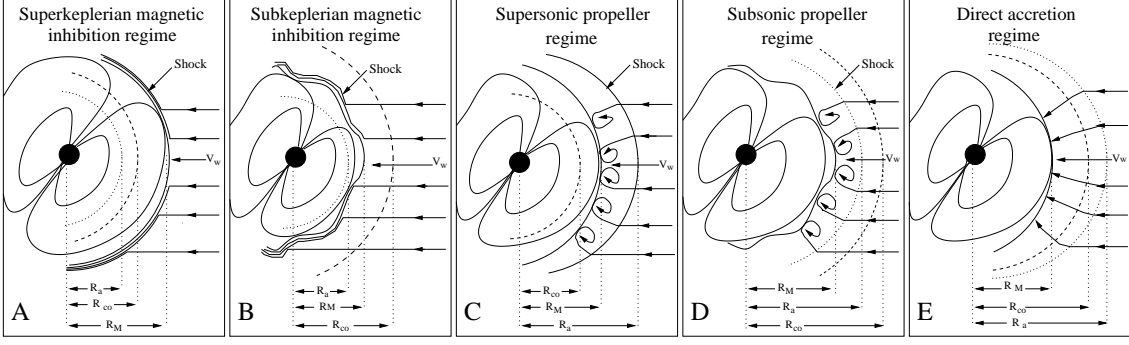 Superkeplerian magnetic
inhibition regime
Shock
V_w
R_a
R_co
R_M
A
Subkeplerian magnetic
inhibition regime
Shock
V_w
R_a
R_M
R_co
B
Supersonic propeller
regime
Shock
V_w
R_co
R_M
R_a
C
Subsonic propeller
regime
Shock
V_w
R_M
R_a
R_co
D
Direct accretion
regime
V_w
R_M
R_co
R_a
E